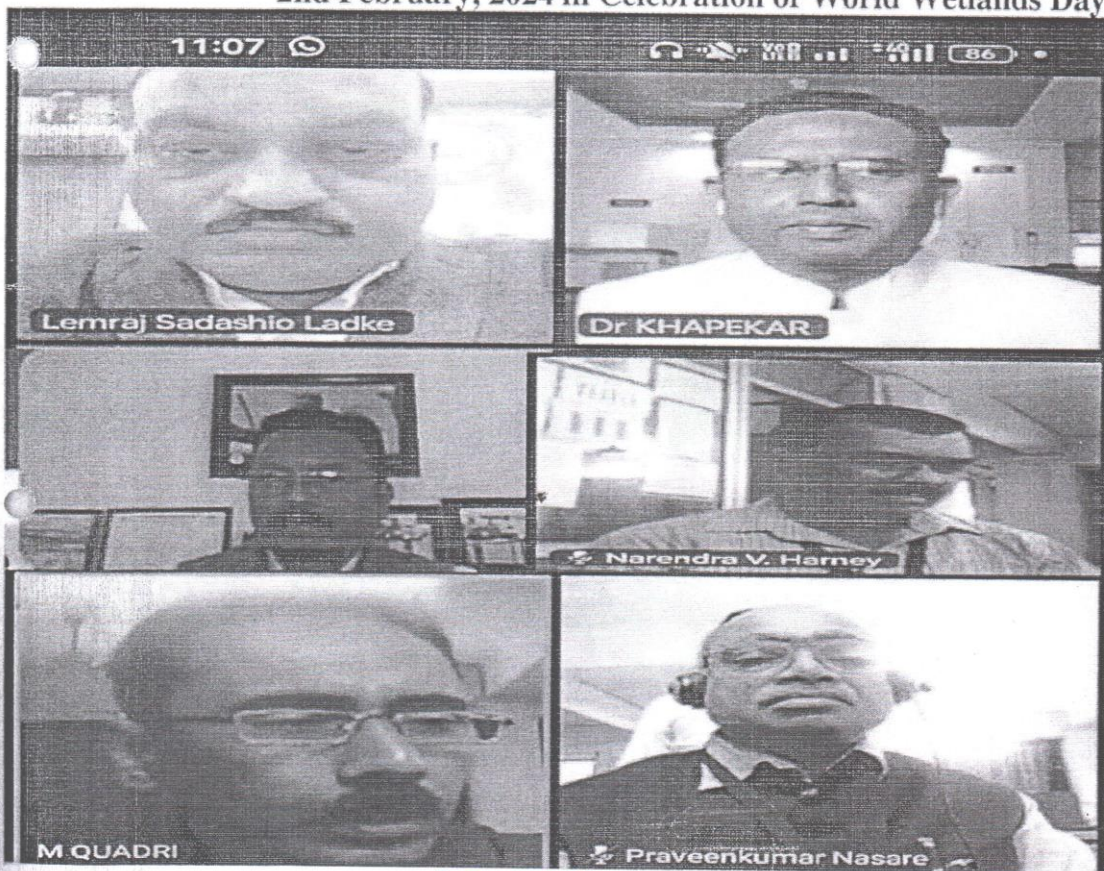 2nd February, 2024 in Celebration of World Wetlands Day
11:07
86
Lemraj Sadashio Ladke
Dr KHAPEKAR
Narendra V. Harney
M QUADRI
Praveenkumar Nasare